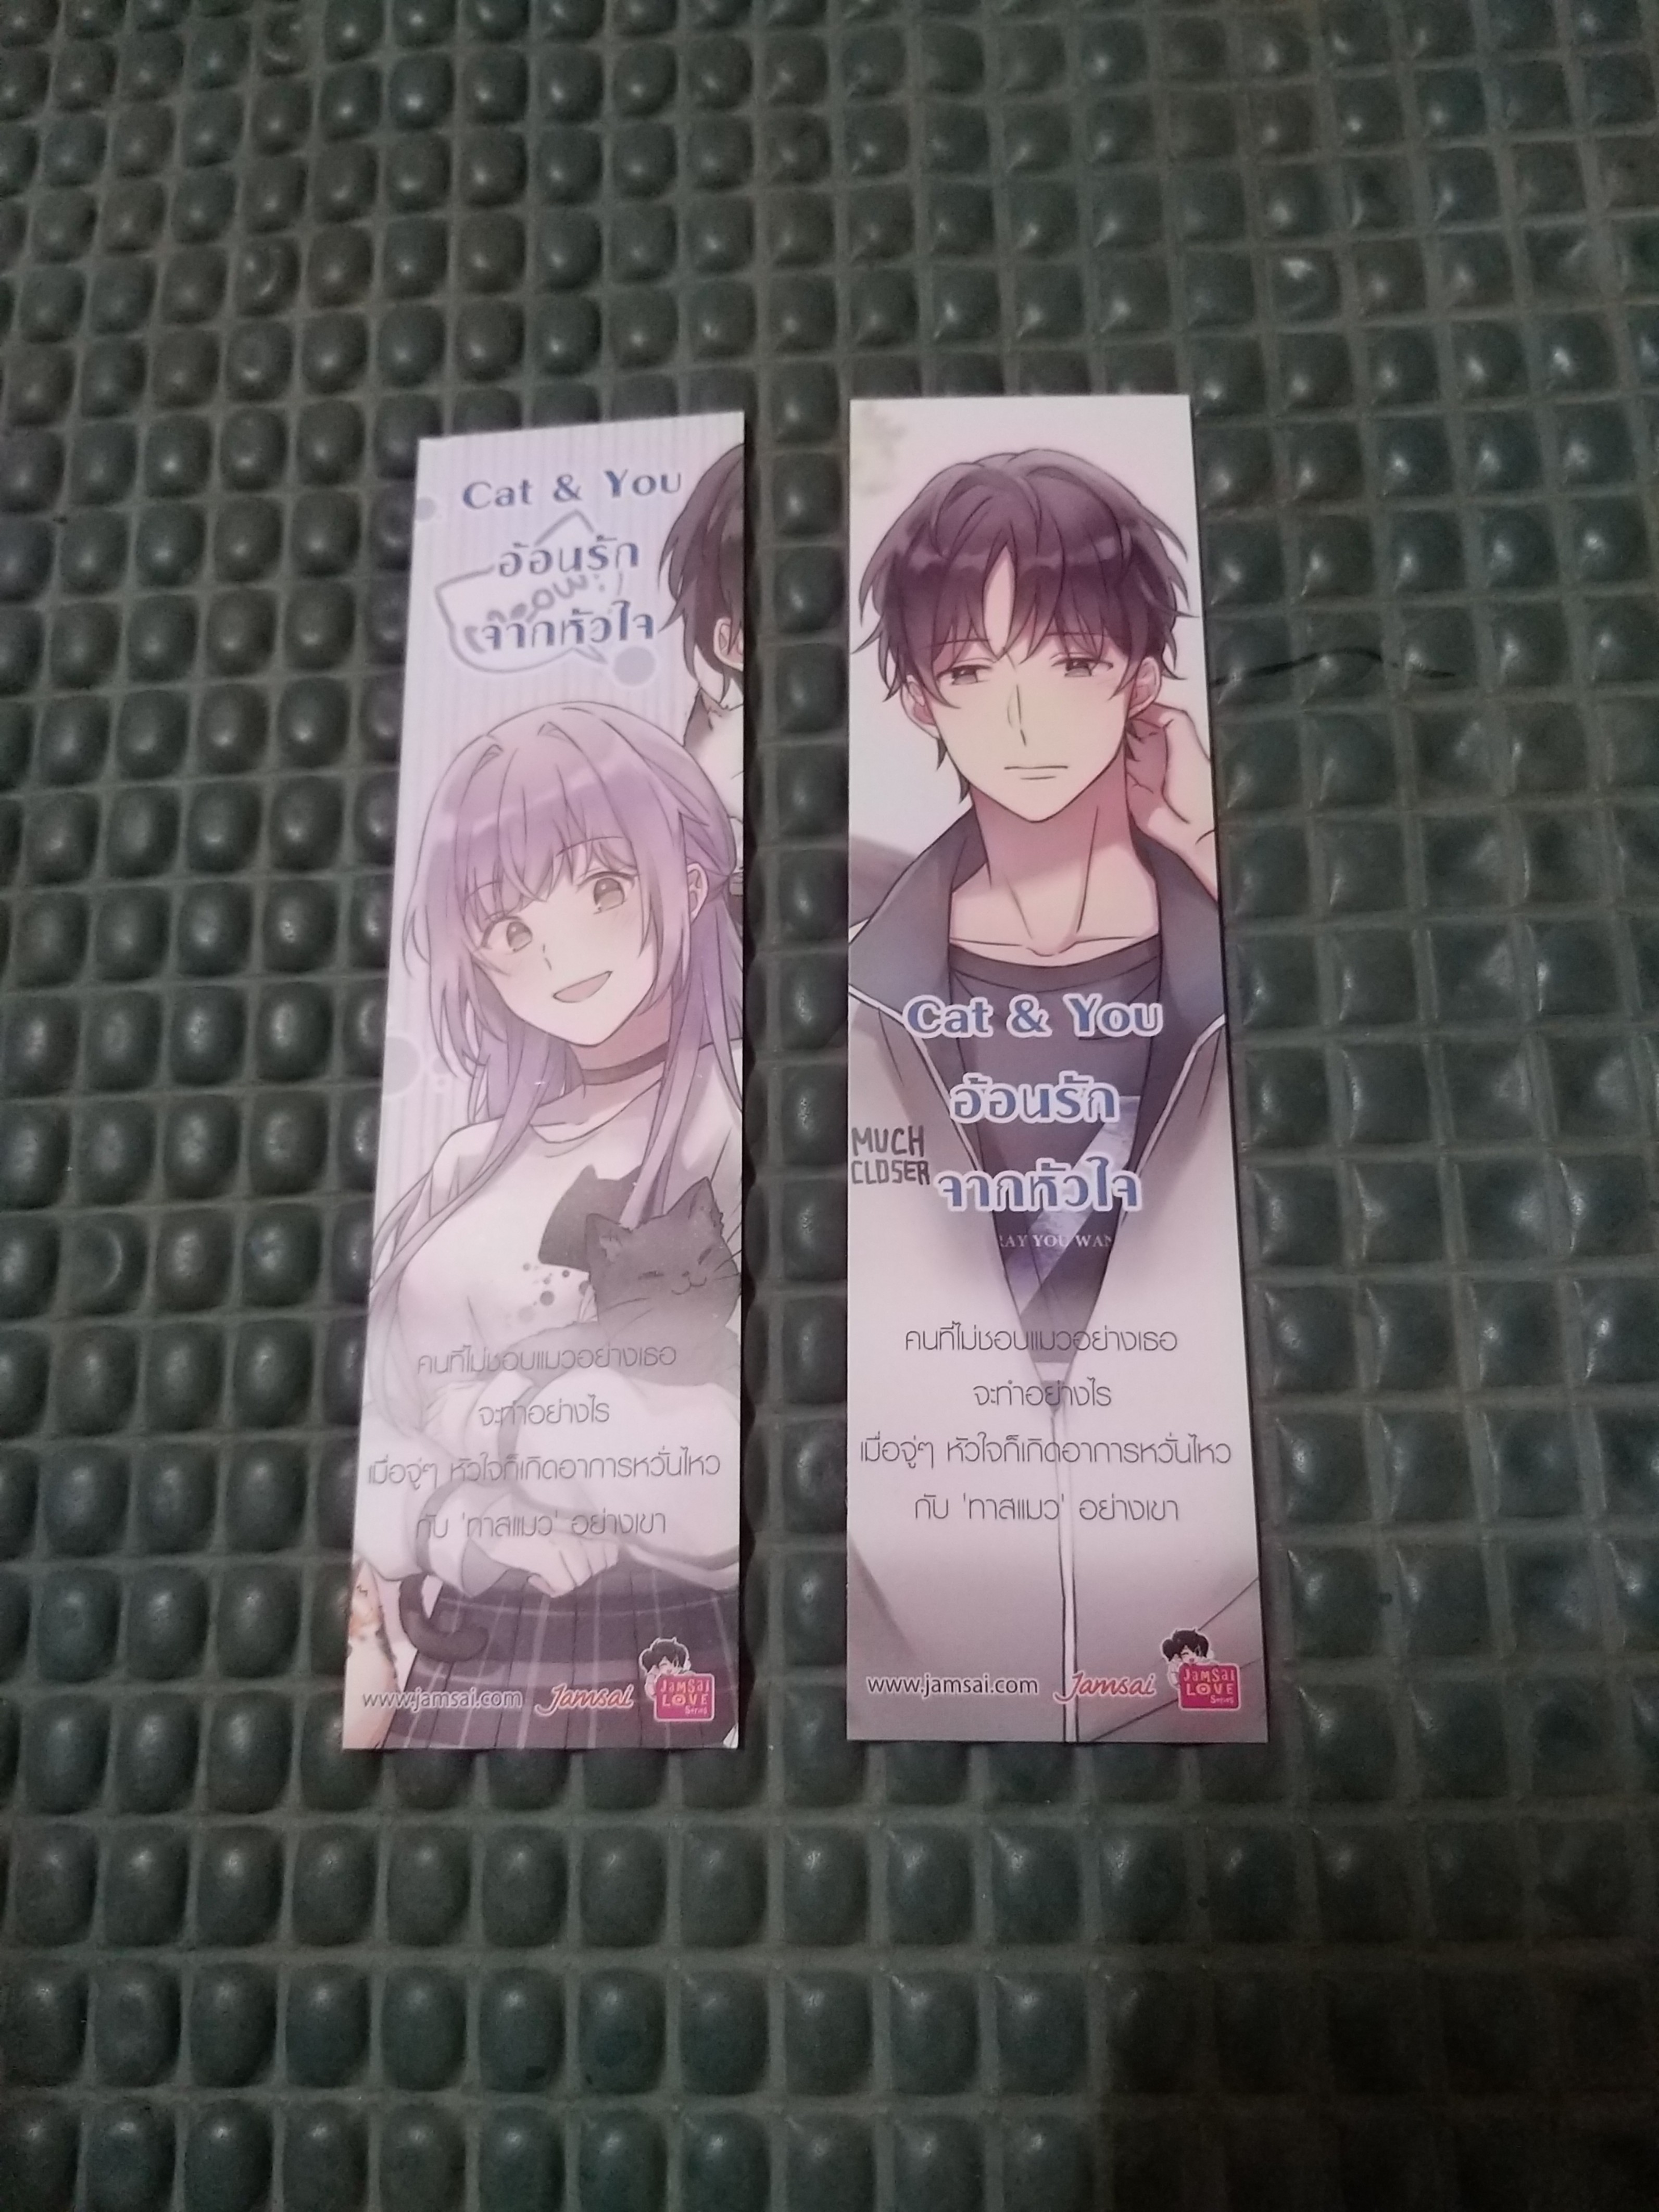 Cat & You
อ้อนรัก
meow!
จากหัวใจ
คนที่ไม่ชอบแมวอย่างเธอ
จะทำอย่างไร
เมื่อจู่ๆ หัวใจก็เกิดอาการหวั่นไหว
กับ 'ทาสแมว' อย่างเขา
www.jamsai.com Jamsai JamSai LOVE Series
Cat & You
อ้อนรัก
MUCH
CLOSER
จากหัวใจ
YOU
คนที่ไม่ชอบแมวอย่างเธอ
จะทำอย่างไร
เมื่อจู่ๆ หัวใจก็เกิดอาการหวั่นไหว
กับ 'ทาสแมว' อย่างเขา
www.jamsai.com Jamsai JamSai LOVE Series